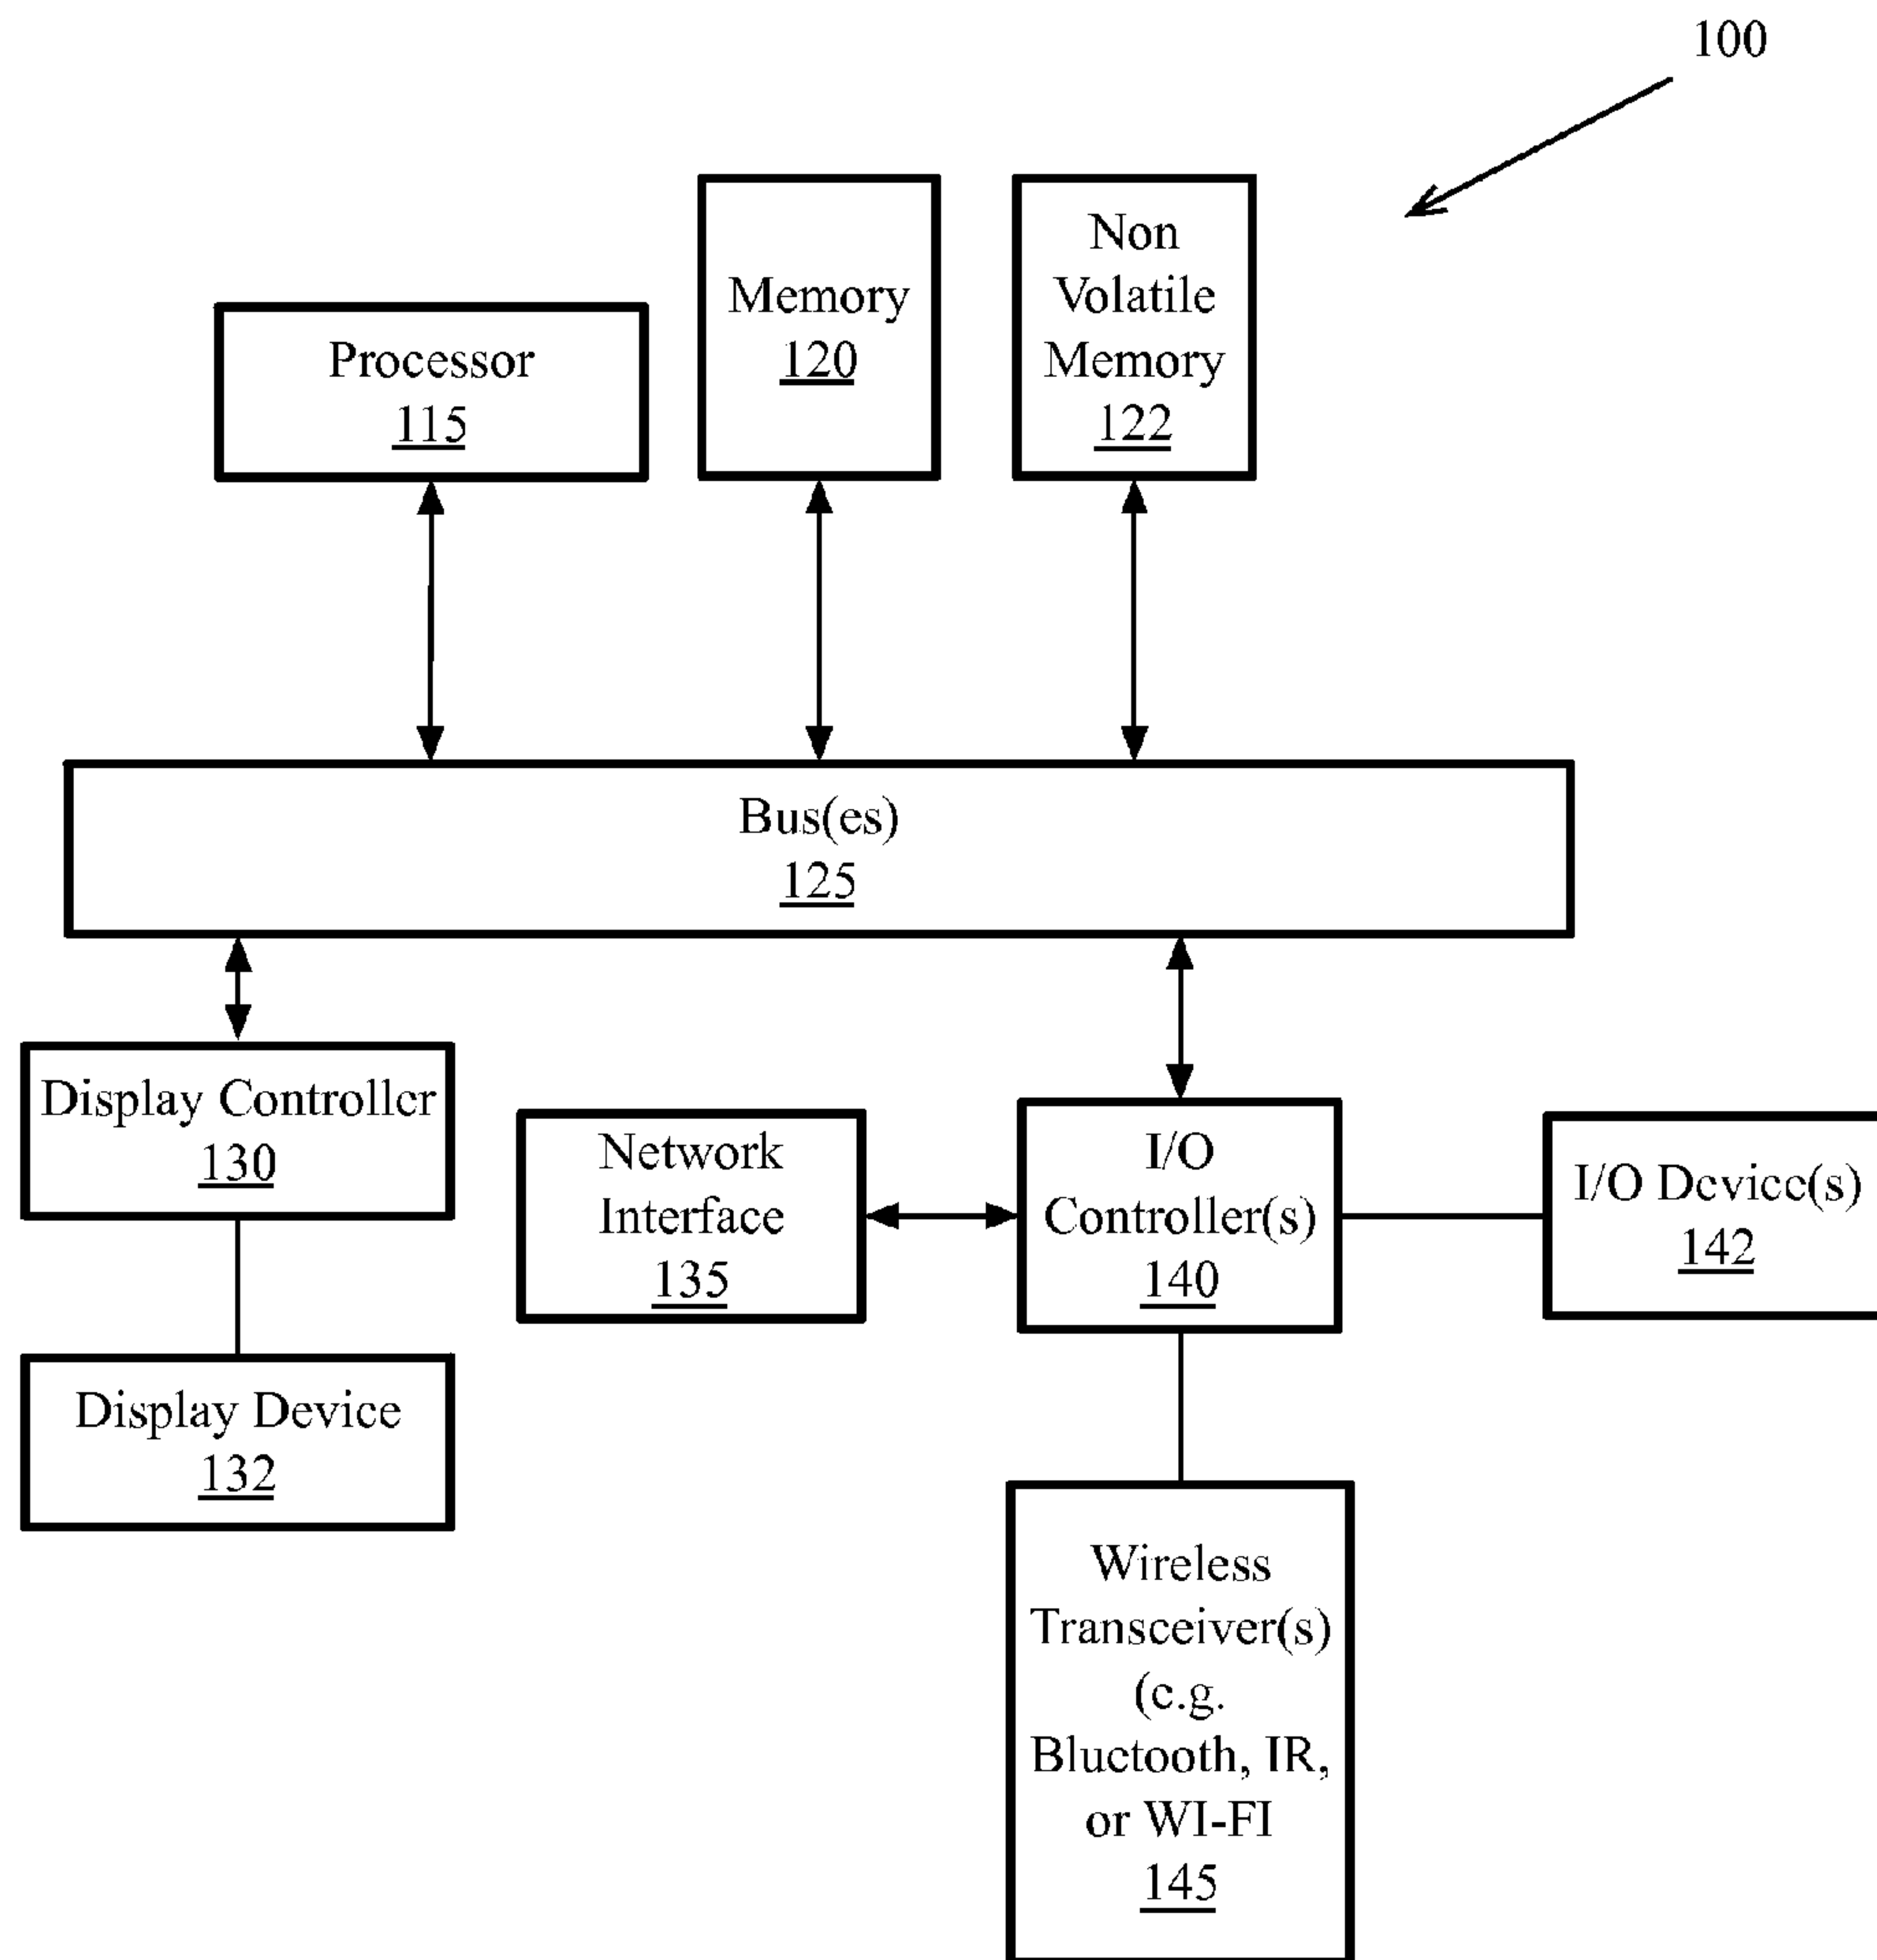 100
Processor
115
Memory
120
Non
Volatile
Memory
122
Bus(es)
125
Display Controller
130
Display Device
132
Network
Interface
135
I/O
Controller(s)
140
I/O Device(s)
142
Wireless
Transceiver(s)
(e.g.
Bluetooth, IR,
or WI-FI
145